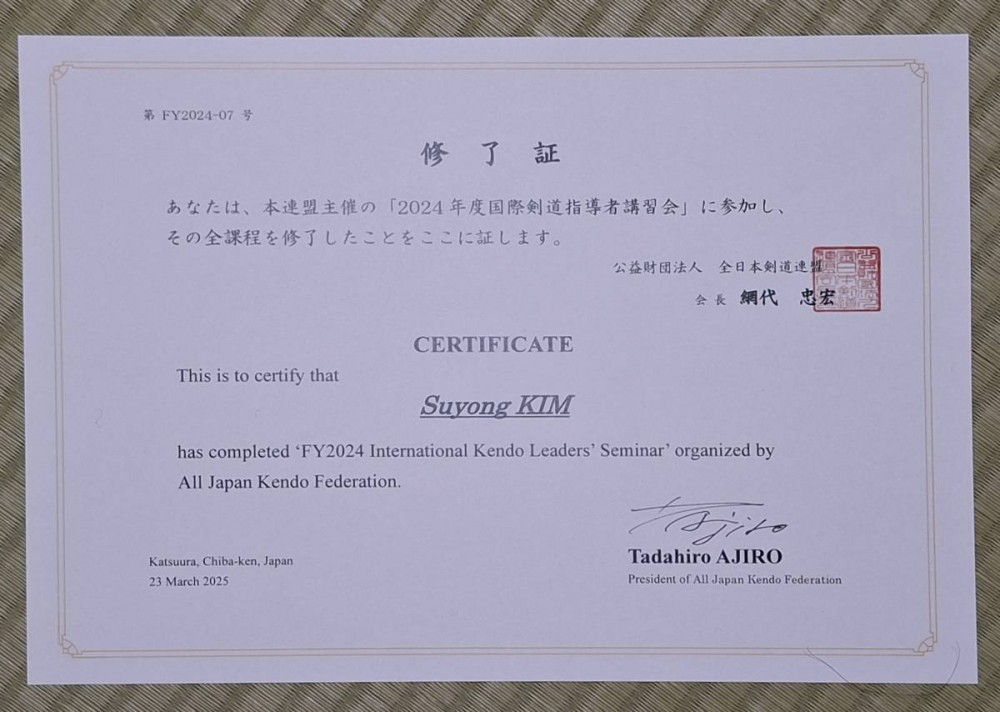 第 FY2024-07 号
修 了 証
あなたは、本連盟主催の「2024 年度国際剣道指導者講習会」に参加し、
その全課程を修了したことをここに証します。
公益財団法人 全日本剣道連盟
会 長 網代 忠宏
CERTIFICATE
This is to certify that
Suyong KIM
has completed ‘FY2024 International Kendo Leaders’ Seminar’ organized by
All Japan Kendo Federation.
Ajiro
Tadahiro AJIRO
President of All Japan Kendo Federation
Katsuura, Chiba-ken, Japan
23 March 2025